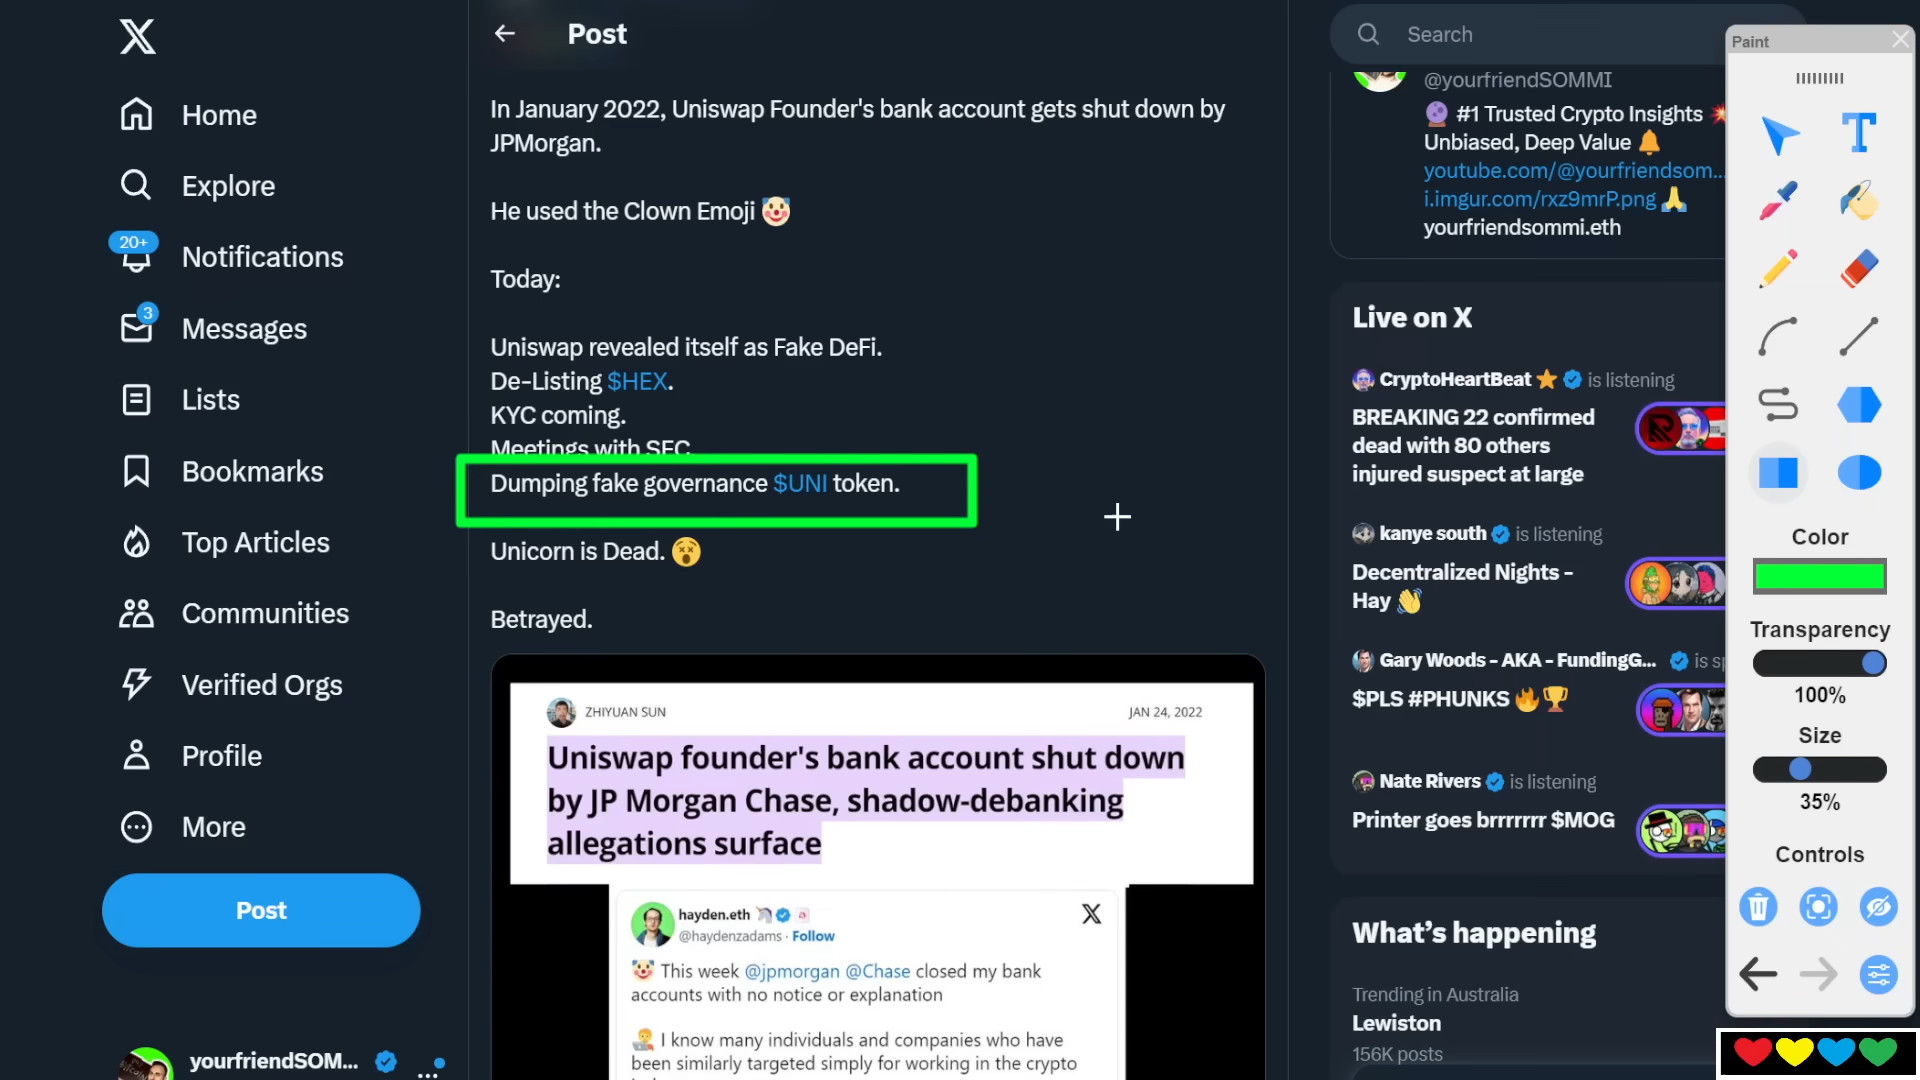 Post
In January 2022, Uniswap Founder's bank account gets shut down by
JPMorgan.
He used the Clown Emoji 🤡
Today:
Uniswap revealed itself as Fake DeFi.
De-Listing $HEX.
KYC coming.
Meetings with SEC.
Dumping fake governance $UNI token.
Unicorn is Dead. 😵
Betrayed.
ZHIYUAN SUN
JAN 24, 2022
Uniswap founder's bank account shut down
by JP Morgan Chase, shadow-debanking
allegations surface
hayden.eth 🦄
@haydenzadams · Follow
🤡 This week @jpmorgan @Chase closed my bank
accounts with no notice or explanation
I know many individuals and companies who have
been similarly targeted simply for working in the crypto
Home
Explore
20+
Notifications
3
Messages
Lists
Bookmarks
Top Articles
Communities
Verified Orgs
Profile
More
Post
yourfriendSOM...
Search
@yourfriendSOMMI
🔮 #1 Trusted Crypto Insights 💥
Unbiased, Deep Value 🔔
youtube.com/@yourfriendsom...
i.imgur.com/rxz9mrP.png 🙏
yourfriendsommi.eth
Live on X
CryptoHeartBeat ⭐ is listening
BREAKING 22 confirmed
dead with 80 others
injured suspect at large
kanye south is listening
Decentralized Nights -
Hay 👋
Gary Woods - AKA - FundingG... is sp
$PLS #PHUNKS 🔥🏆
Nate Rivers is listening
Printer goes brrrrrrr $MOG
What's happening
Trending in Australia
Lewiston
156K posts
Paint
T
Color
Transparency
100%
Size
35%
Controls